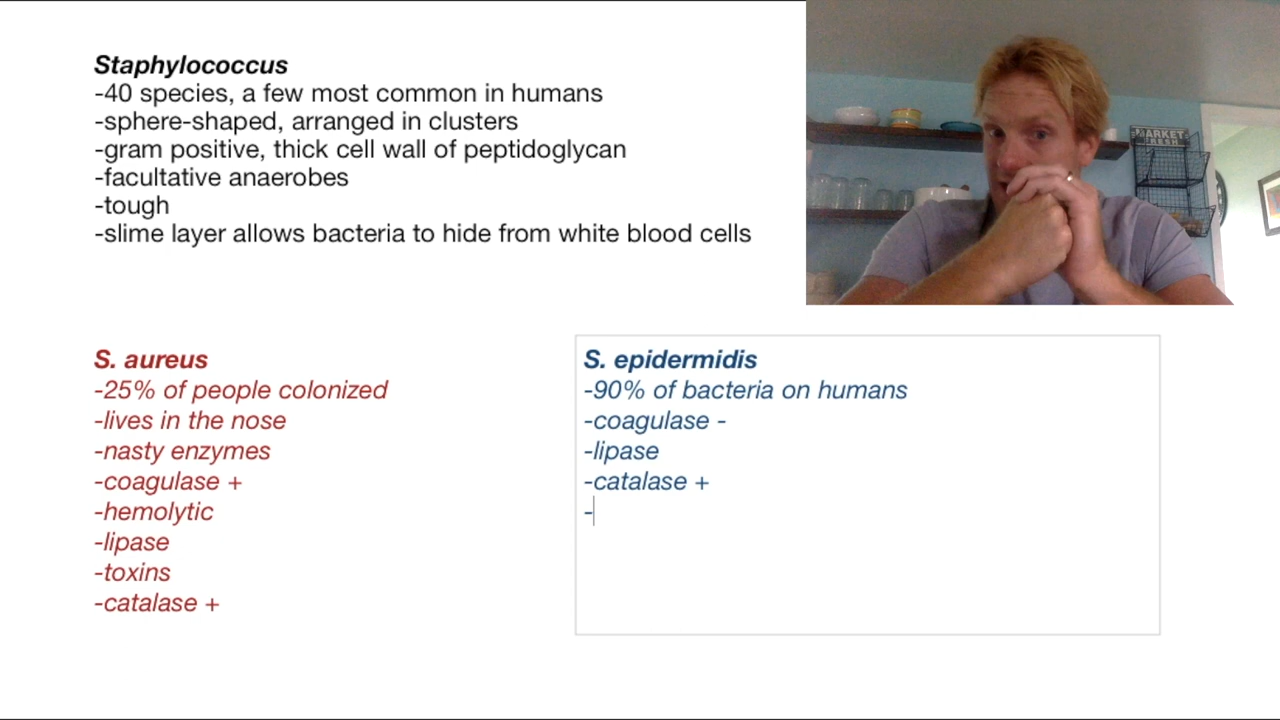 Staphylococcus
-40 species, a few most common in humans
-sphere-shaped, arranged in clusters
-gram positive, thick cell wall of peptidoglycan
-facultative anaerobes
-tough
-slime layer allows bacteria to hide from white blood cells
MARKET
FRESH
S. aureus
-25% of people colonized
-lives in the nose
-nasty enzymes
-coagulase +
-hemolytic
-lipase
-toxins
-catalase +
S. epidermidis
-90% of bacteria on humans
-coagulase -
-lipase
-catalase +
-